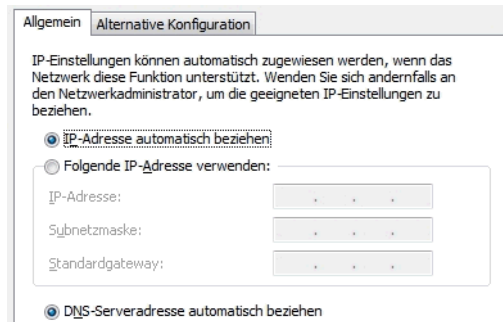 Allgemein Alternative Konfiguration
IP-Einstellungen können automatisch zugewiesen werden, wenn das
Netzwerk diese Funktion unterstützt. Wenden Sie sich andernfalls an
den Netzwerkadministrator, um die geeigneten IP-Einstellungen zu
beziehen.
IP-Adresse automatisch beziehen
Folgende IP-Adresse verwenden:
IP-Adresse: . . .
Subnetzmaske: . . .
Standardgateway: . . .
DNS-Serveradresse automatisch beziehen